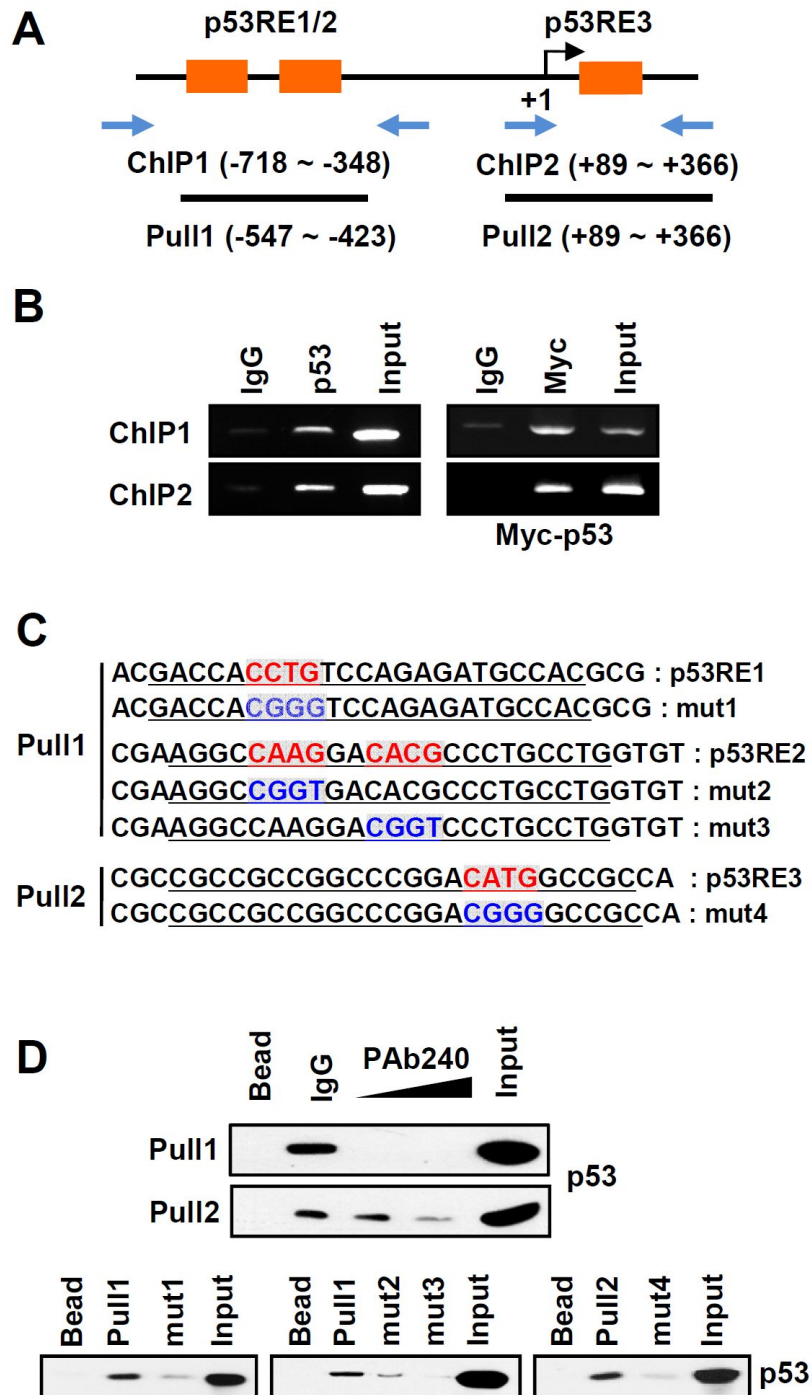 A
p53RE1/2 p53RE3
+1
ChIP1 (-718 ~ -348) ChIP2 (+89 ~ +366)
Pull1 (-547 ~ -423) Pull2 (+89 ~ +366)
B
IgG p53 Input IgG Myc Input
ChIP1
ChIP2
Myc-p53
C
Pull1
ACGACCACCTGTCCAGAGATGCCACGCG : p53RE1
ACGACCACGGGTCCAGAGATGCCACGCG : mut1
CGAAGGCCAAGGACACGCCCTGCCTGGTGT : p53RE2
CGAAGGCCGGTGACACGCCCTGCCTGGTGT : mut2
CGAAGGCCAAGGACGGTCCCTGCCTGGTGT : mut3
Pull2
CGCCGCCGCCGGCCCGGACATGGCCGCCA : p53RE3
CGCCGCCGCCGGCCCGGACGGGGCCGCCA : mut4
D
Bead IgG PAb240 Input
Pull1
Pull2
p53
Bead Pull1 mut1 Input Bead Pull1 mut2 mut3 Input Bead Pull2 mut4 Input
p53